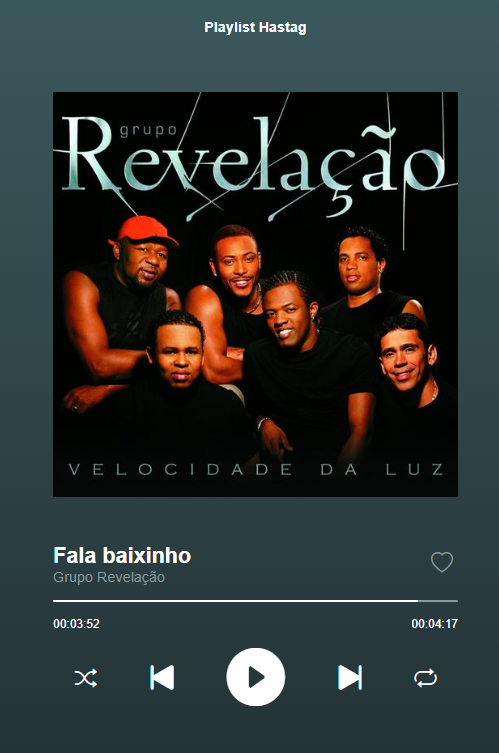 Playlist Hastag
grupo
Revelação
VELOCIDADE DA LUZ
Fala baixinho
Grupo Revelação
00:03:52
00:04:17